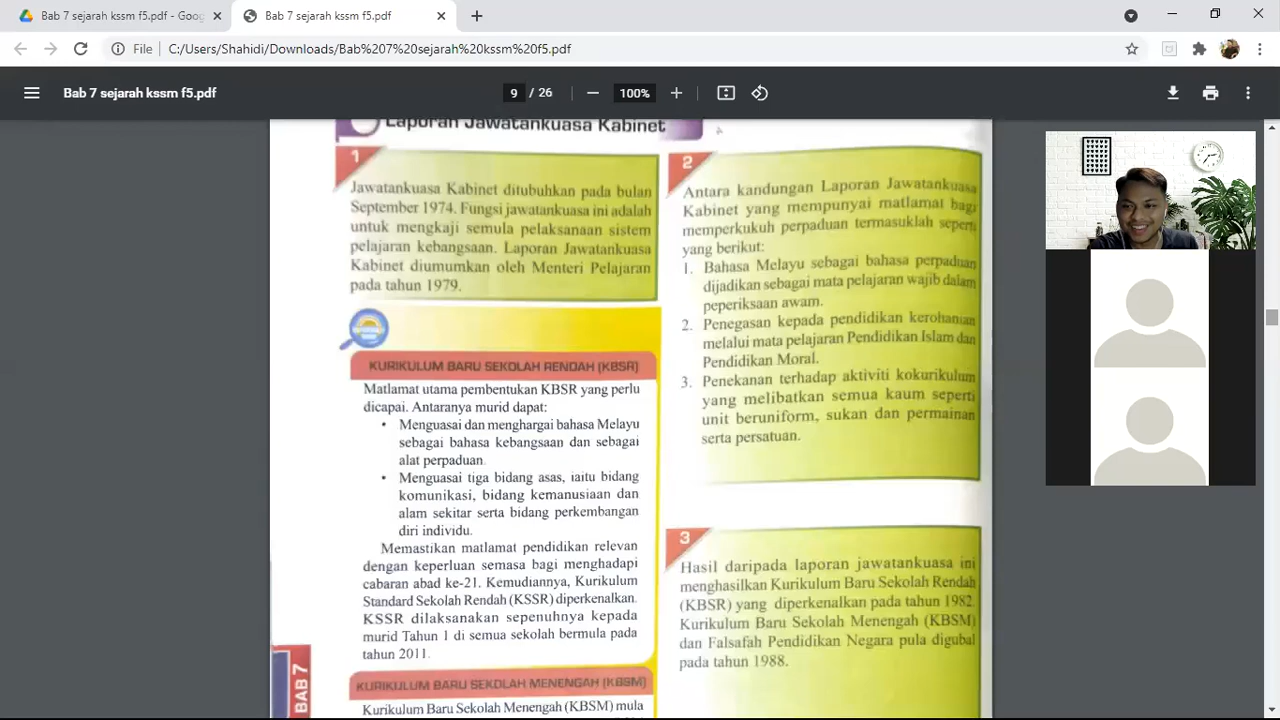 Bab 7 sejarah kssm f5.pdf - Goog
Bab 7 sejarah kssm f5.pdf
File
C:/Users/Shahidi/Downloads/Bab%207%20sejarah%20kssm%20f5.pdf
Bab 7 sejarah kssm f5.pdf
9 / 26
100%
Laporan Jawatankuasa Kabinet
1
Jawatankuasa Kabinet ditubuhkan pada bulan
September 1974. Fungsi jawatankuasa ini adalah
untuk mengkaji semula pelaksanaan sistem
pelajaran kebangsaan. Laporan Jawatankuasa
Kabinet diumumkan oleh Menteri Pelajaran
pada tahun 1979.
KURIKULUM BARU SEKOLAH RENDAH (KBSR)
Matlamat utama pembentukan KBSR yang perlu
dicapai. Antaranya murid dapat:
• Menguasai dan menghargai bahasa Melayu
sebagai bahasa kebangsaan dan sebagai
alat perpaduan.
• Menguasai tiga bidang asas, iaitu bidang
komunikasi, bidang kemanusiaan dan
alam sekitar serta bidang perkembangan
diri individu.
Memastikan matlamat pendidikan relevan
dengan keperluan semasa bagi menghadapi
cabaran abad ke-21. Kemudiannya, Kurikulum
Standard Sekolah Rendah (KSSR) diperkenalkan.
KSSR dilaksanakan sepenuhnya kepada
murid Tahun 1 di semua sekolah bermula pada
tahun 2011.
KURIKULUM BARU SEKOLAH MENENGAH (KBSM)
Kurikulum Baru Sekolah Menengah (KBSM) mula
BAB 7
2
Antara kandungan Laporan Jawatankuasa
Kabinet yang mempunyai matlamat bagi
memperkukuh perpaduan termasuklah seperti
yang berikut:
1. Bahasa Melayu sebagai bahasa perpaduan
dijadikan sebagai mata pelajaran wajib dalam
peperiksaan awam.
2. Penegasan kepada pendidikan kerohanian
melalui mata pelajaran Pendidikan Islam dan
Pendidikan Moral.
3. Penekanan terhadap aktiviti kokurikulum
yang melibatkan semua kaum seperti
unit beruniform, sukan dan permainan
serta persatuan.
3
Hasil daripada laporan jawatankuasa ini
menghasilkan Kurikulum Baru Sekolah Rendah
(KBSR) yang diperkenalkan pada tahun 1982.
Kurikulum Baru Sekolah Menengah (KBSM)
dan Falsafah Pendidikan Negara pula digubal
pada tahun 1988.